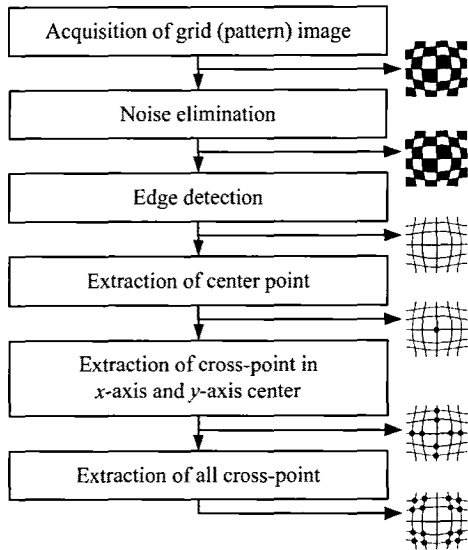 Acquisition of grid (pattern) image
Noise elimination
Edge detection
Extraction of center point
Extraction of cross-point in
x-axis and y-axis center
Extraction of all cross-point